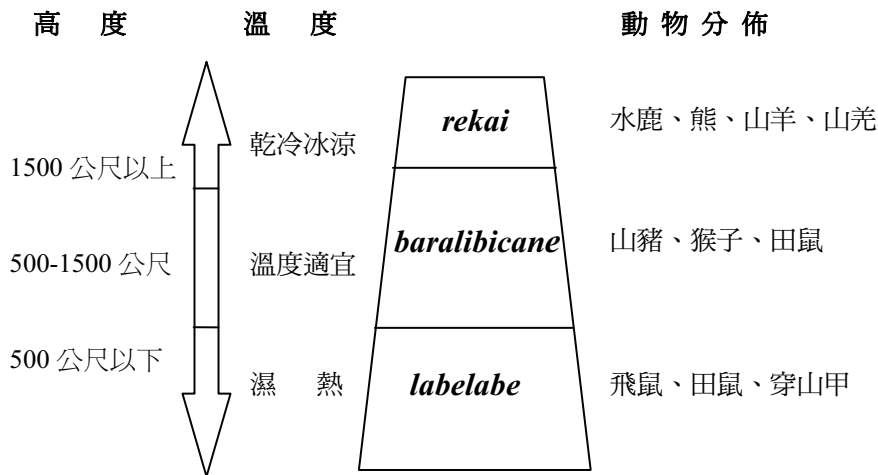 高 度 溫 度 動 物 分 佈
1500 公尺以上 乾冷冰涼 rekai 水鹿、熊、山羊、山羌
500-1500 公尺 溫度適宜 baralibicane 山豬、猴子、田鼠
500 公尺以下 濕 熱 labelabe 飛鼠、田鼠、穿山甲